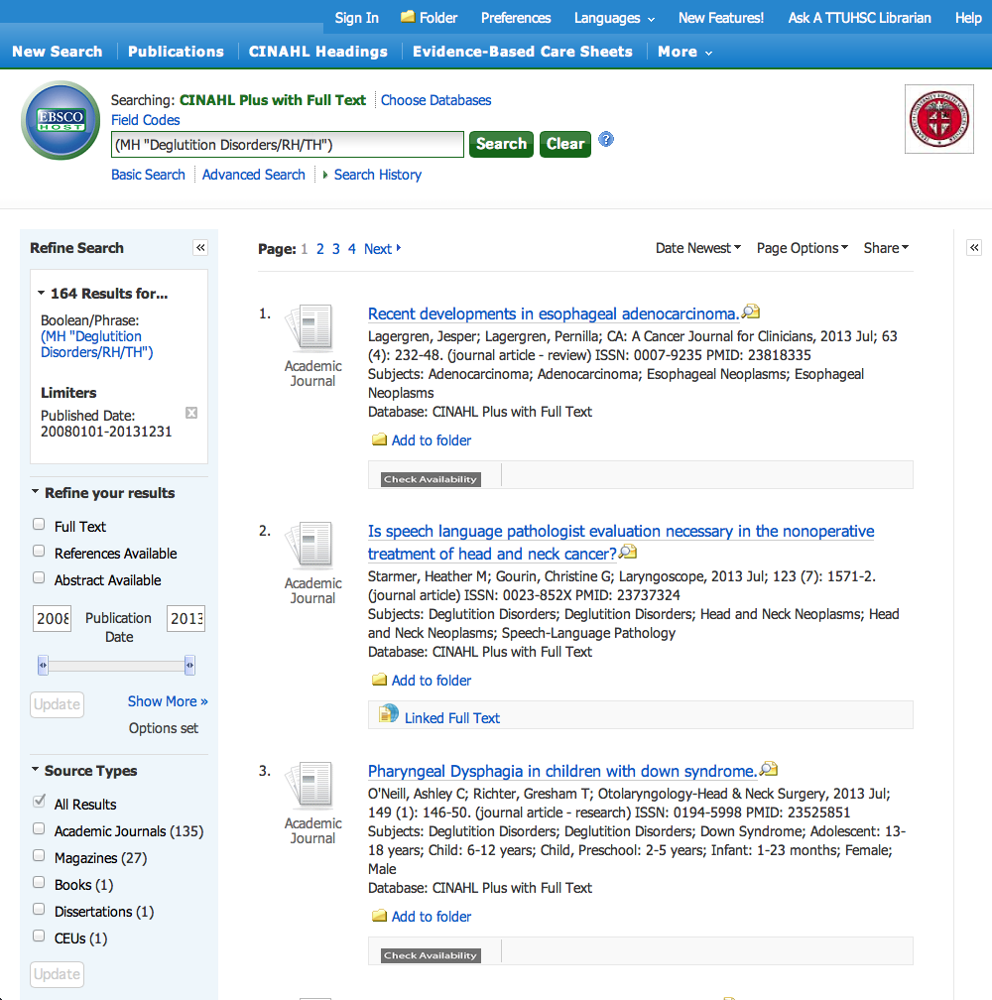 Sign In Folder Preferences Languages New Features! Ask A TTUHSC Librarian Help
New Search Publications CINAHL Headings Evidence-Based Care Sheets More
EBSCO
HOST
Searching: CINAHL Plus with Full Text Choose Databases
Field Codes
(MH "Deglutition Disorders/RH/TH")
Search Clear ?
Basic Search Advanced Search Search History
Refine Search «
164 Results for...
Boolean/Phrase:
(MH "Deglutition
Disorders/RH/TH")
Limiters
Published Date:
20080101-20131231
Refine your results
Full Text
References Available
Abstract Available
2008 Publication Date 2013
Update
Show More »
Options set
Source Types
All Results
Academic Journals (135)
Magazines (27)
Books (1)
Dissertations (1)
CEUs (1)
Update
Page: 1 2 3 4 Next
Date Newest Page Options Share «
1.
Academic
Journal
Recent developments in esophageal adenocarcinoma.
Lagergren, Jesper; Lagergren, Pernilla; CA: A Cancer Journal for Clinicians, 2013 Jul; 63
(4): 232-48. (journal article - review) ISSN: 0007-9235 PMID: 23818335
Subjects: Adenocarcinoma; Adenocarcinoma; Esophageal Neoplasms; Esophageal
Neoplasms
Database: CINAHL Plus with Full Text
Add to folder
Check Availability
2.
Academic
Journal
Is speech language pathologist evaluation necessary in the nonoperative
treatment of head and neck cancer?
Starmer, Heather M; Gourin, Christine G; Laryngoscope, 2013 Jul; 123 (7): 1571-2.
(journal article) ISSN: 0023-852X PMID: 23737324
Subjects: Deglutition Disorders; Deglutition Disorders; Head and Neck Neoplasms; Head
and Neck Neoplasms; Speech-Language Pathology
Database: CINAHL Plus with Full Text
Add to folder
Linked Full Text
3.
Academic
Journal
Pharyngeal Dysphagia in children with down syndrome.
O'Neill, Ashley C; Richter, Gresham T; Otolaryngology-Head & Neck Surgery, 2013 Jul;
149 (1): 146-50. (journal article - research) ISSN: 0194-5998 PMID: 23525851
Subjects: Deglutition Disorders; Deglutition Disorders; Down Syndrome; Adolescent: 13-
18 years; Child: 6-12 years; Child, Preschool: 2-5 years; Infant: 1-23 months; Female;
Male
Database: CINAHL Plus with Full Text
Add to folder
Check Availability